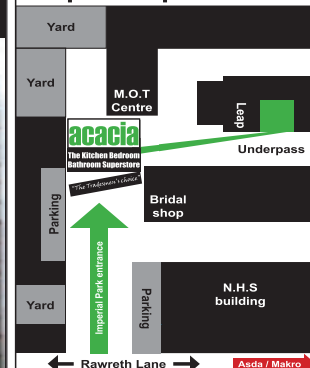 Yard
Yard
M.O.T
Centre
acacia
The Kitchen Bedroom
Bathroom Superstore
"The Tradesmen's choice"
Leap
Underpass
Bridal
shop
Parking
Imperial Park entrance
Parking
N.H.S
building
Yard
Rawreth Lane
Asda / Makro